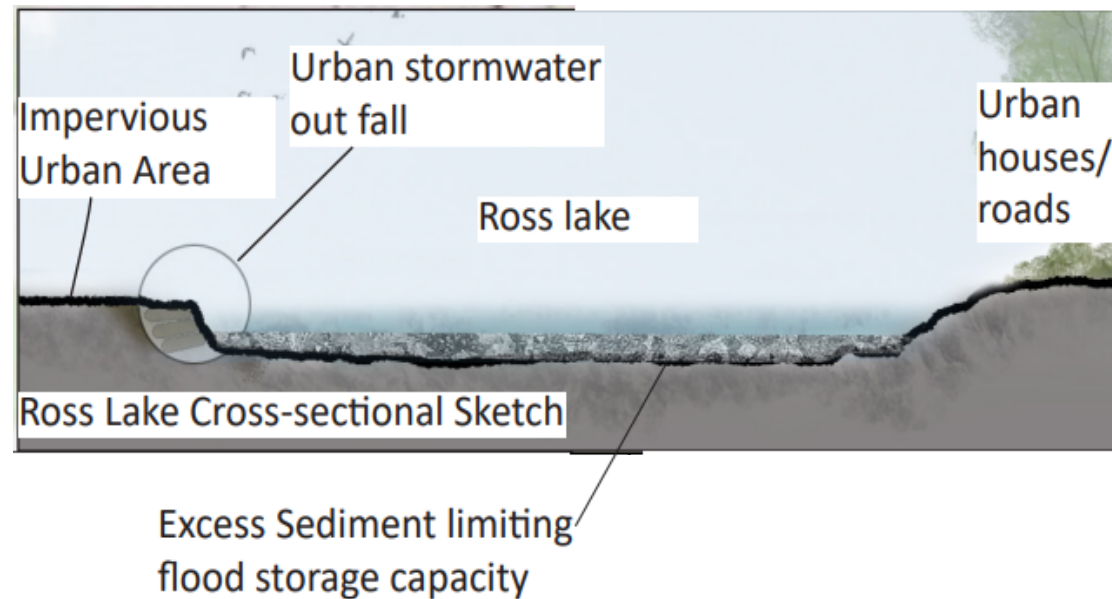 Urban stormwater
out fall
Impervious
Urban Area
Urban
houses/
roads
Ross lake
Ross Lake Cross-sectional Sketch
Excess Sediment limiting
flood storage capacity